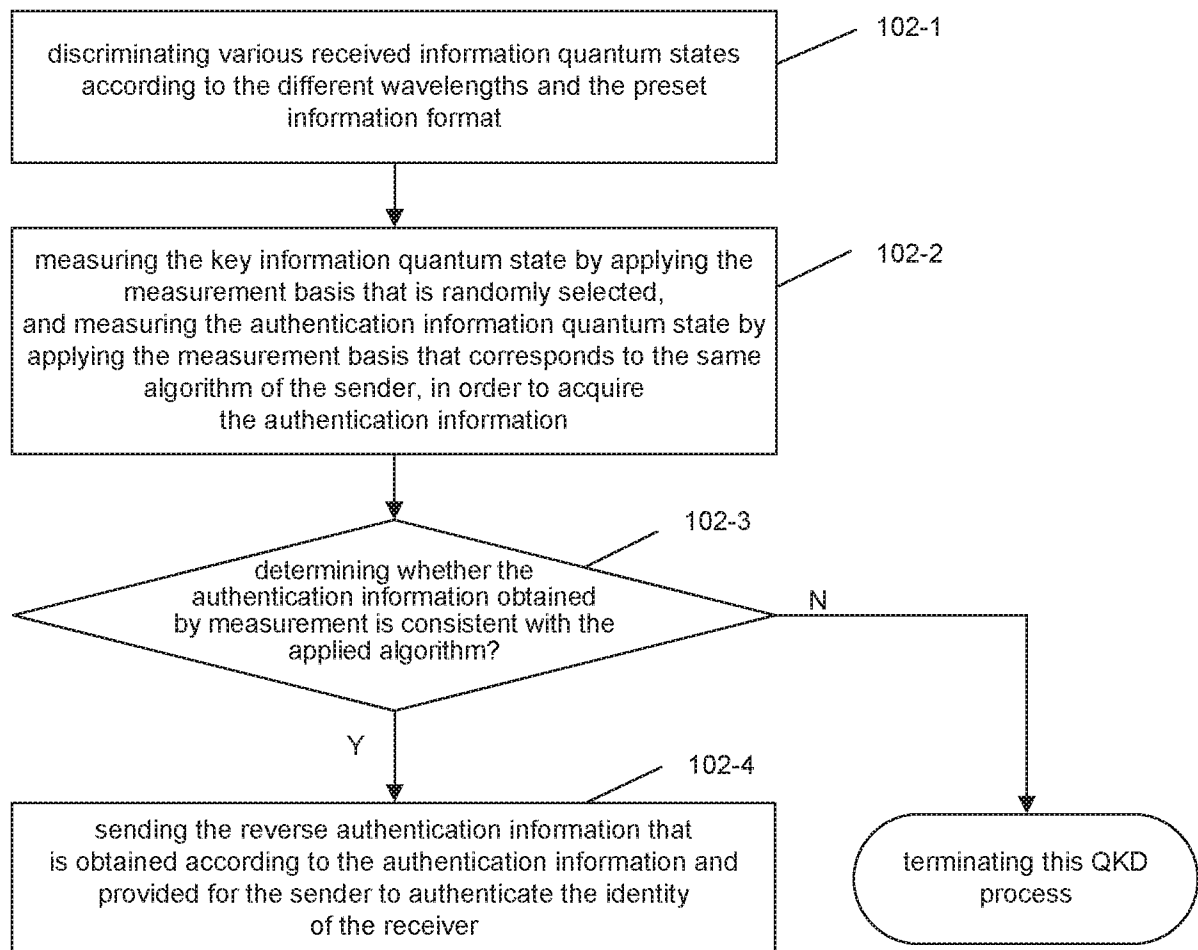 102-1
discriminating various received information quantum states
according to the different wavelengths and the preset
information format
102-2
measuring the key information quantum state by applying the
measurement basis that is randomly selected,
and measuring the authentication information quantum state by
applying the measurement basis that corresponds to the same
algorithm of the sender, in order to acquire
the authentication information
102-3
determining whether the
authentication information obtained
by measurement is consistent with the
applied algorithm?
N
Y
102-4
sending the reverse authentication information that
is obtained according to the authentication information and
provided for the sender to authenticate the identity
of the receiver
terminating this QKD
process